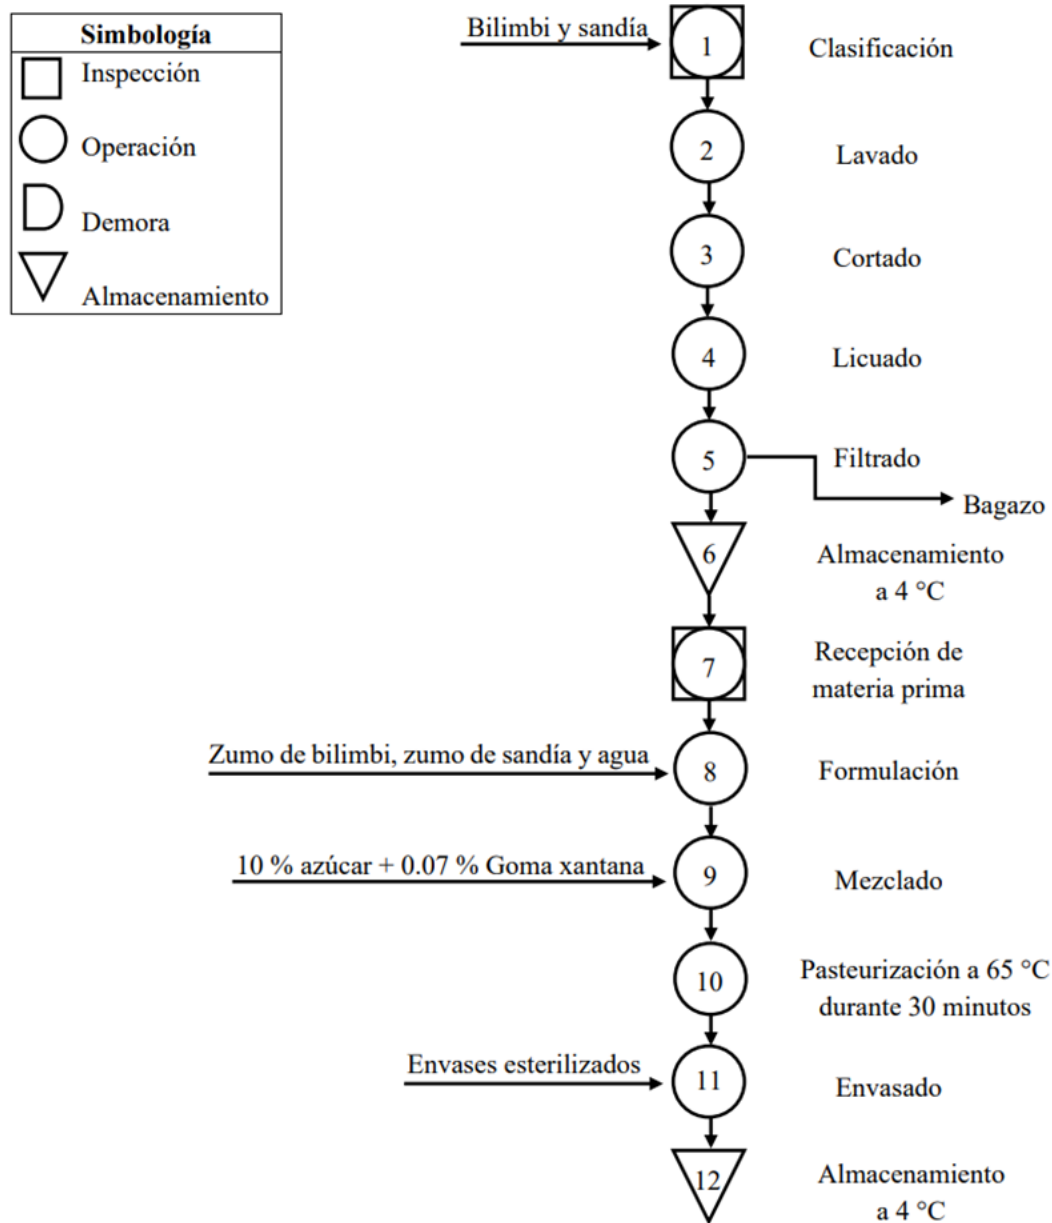 Simbología
Inspección
Operación
Demora
Almacenamiento
Bilimbi y sandía
1
Clasificación
2
Lavado
3
Cortado
4
Licuado
5
Filtrado
Bagazo
6
Almacenamiento
a 4 °C
7
Recepción de
materia prima
Zumo de bilimbi, zumo de sandía y agua
8
Formulación
10 % azúcar + 0.07 % Goma xantana
9
Mezclado
10
Pasteurización a 65 °C
durante 30 minutos
Envases esterilizados
11
Envasado
12
Almacenamiento
a 4 °C